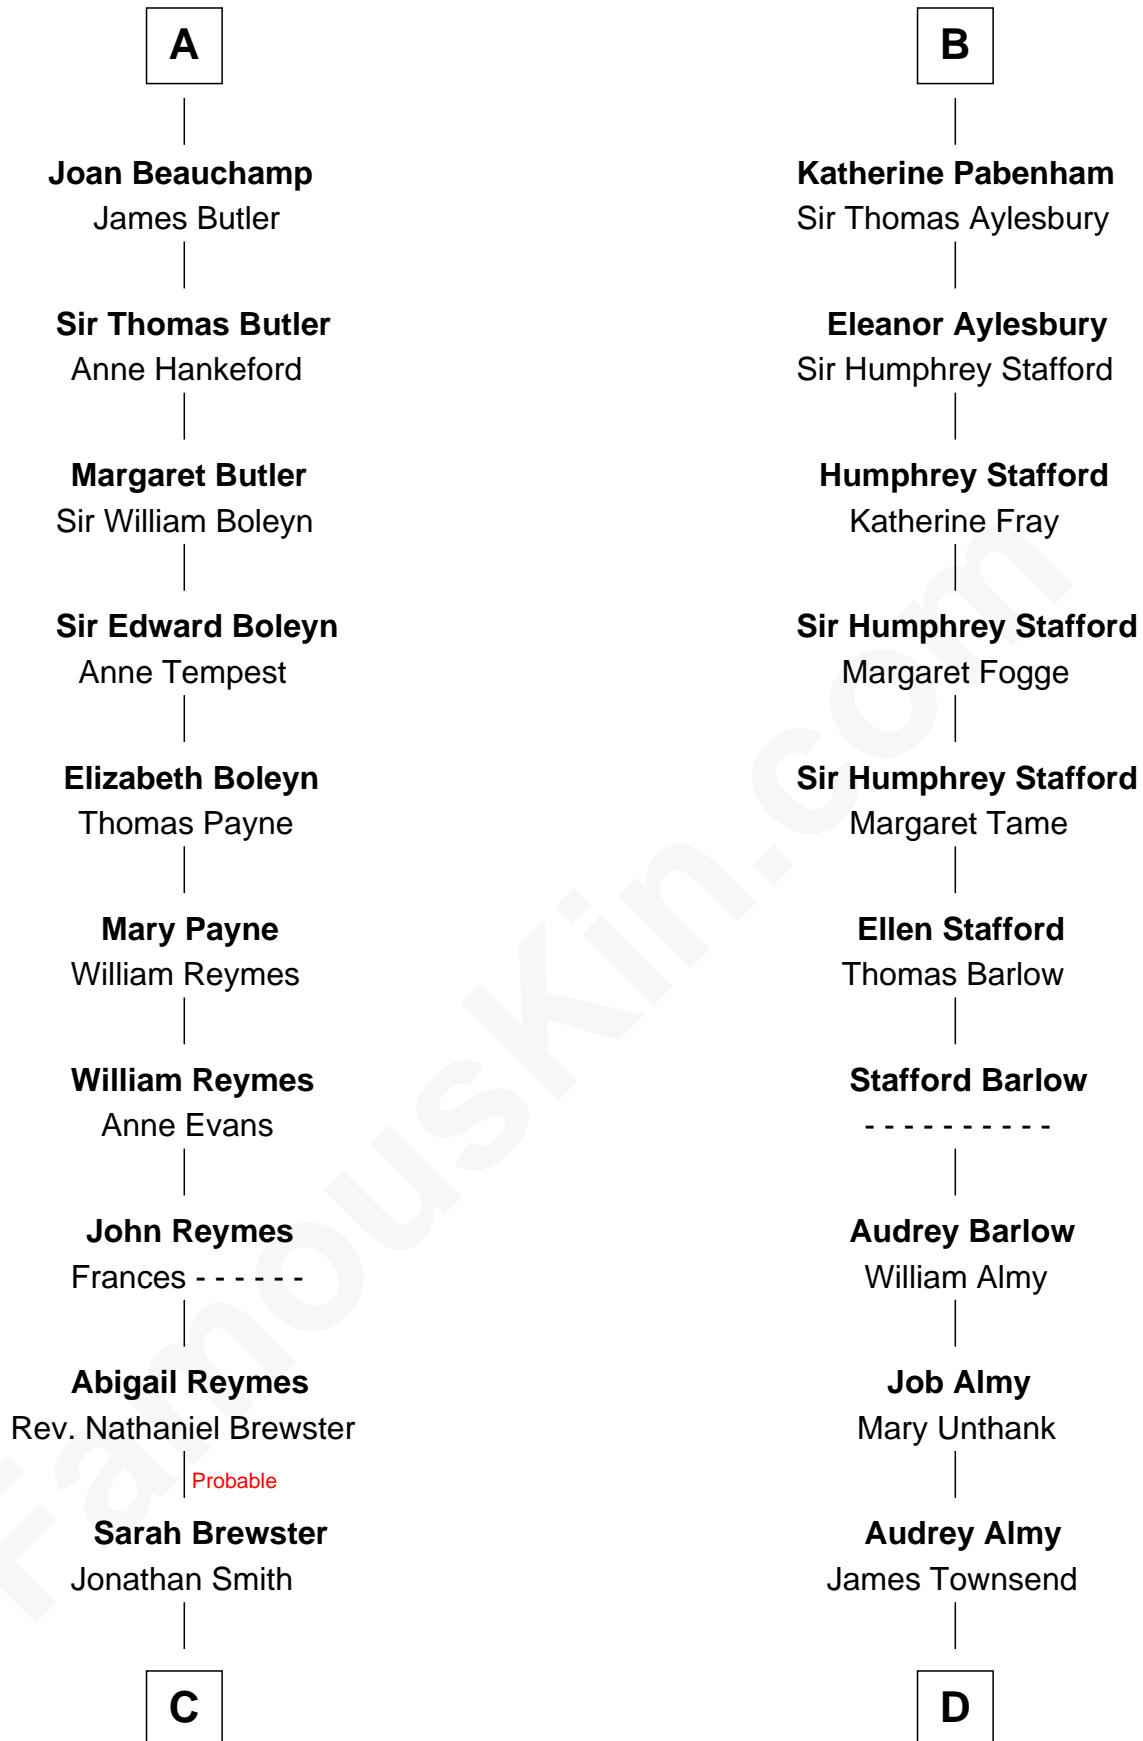 A
Joan Beauchamp
James Butler
Sir Thomas Butler
Anne Hankeford
Margaret Butler
Sir William Boleyn
Sir Edward Boleyn
Anne Tempest
Elizabeth Boleyn
Thomas Payne
Mary Payne
William Reymes
William Reymes
Anne Evans
John Reymes
Frances - - - - - -
Abigail Reymes
Rev. Nathaniel Brewster
Probable
Sarah Brewster
Jonathan Smith
C
B
Katherine Pabenham
Sir Thomas Aylesbury
Eleanor Aylesbury
Sir Humphrey Stafford
Humphrey Stafford
Katherine Fray
Sir Humphrey Stafford
Margaret Fogge
Sir Humphrey Stafford
Margaret Tame
Ellen Stafford
Thomas Barlow
Stafford Barlow
- - - - - - - - - -
Audrey Barlow
William Almy
Job Almy
Mary Unthank
Audrey Almy
James Townsend
D
FamousKin.com